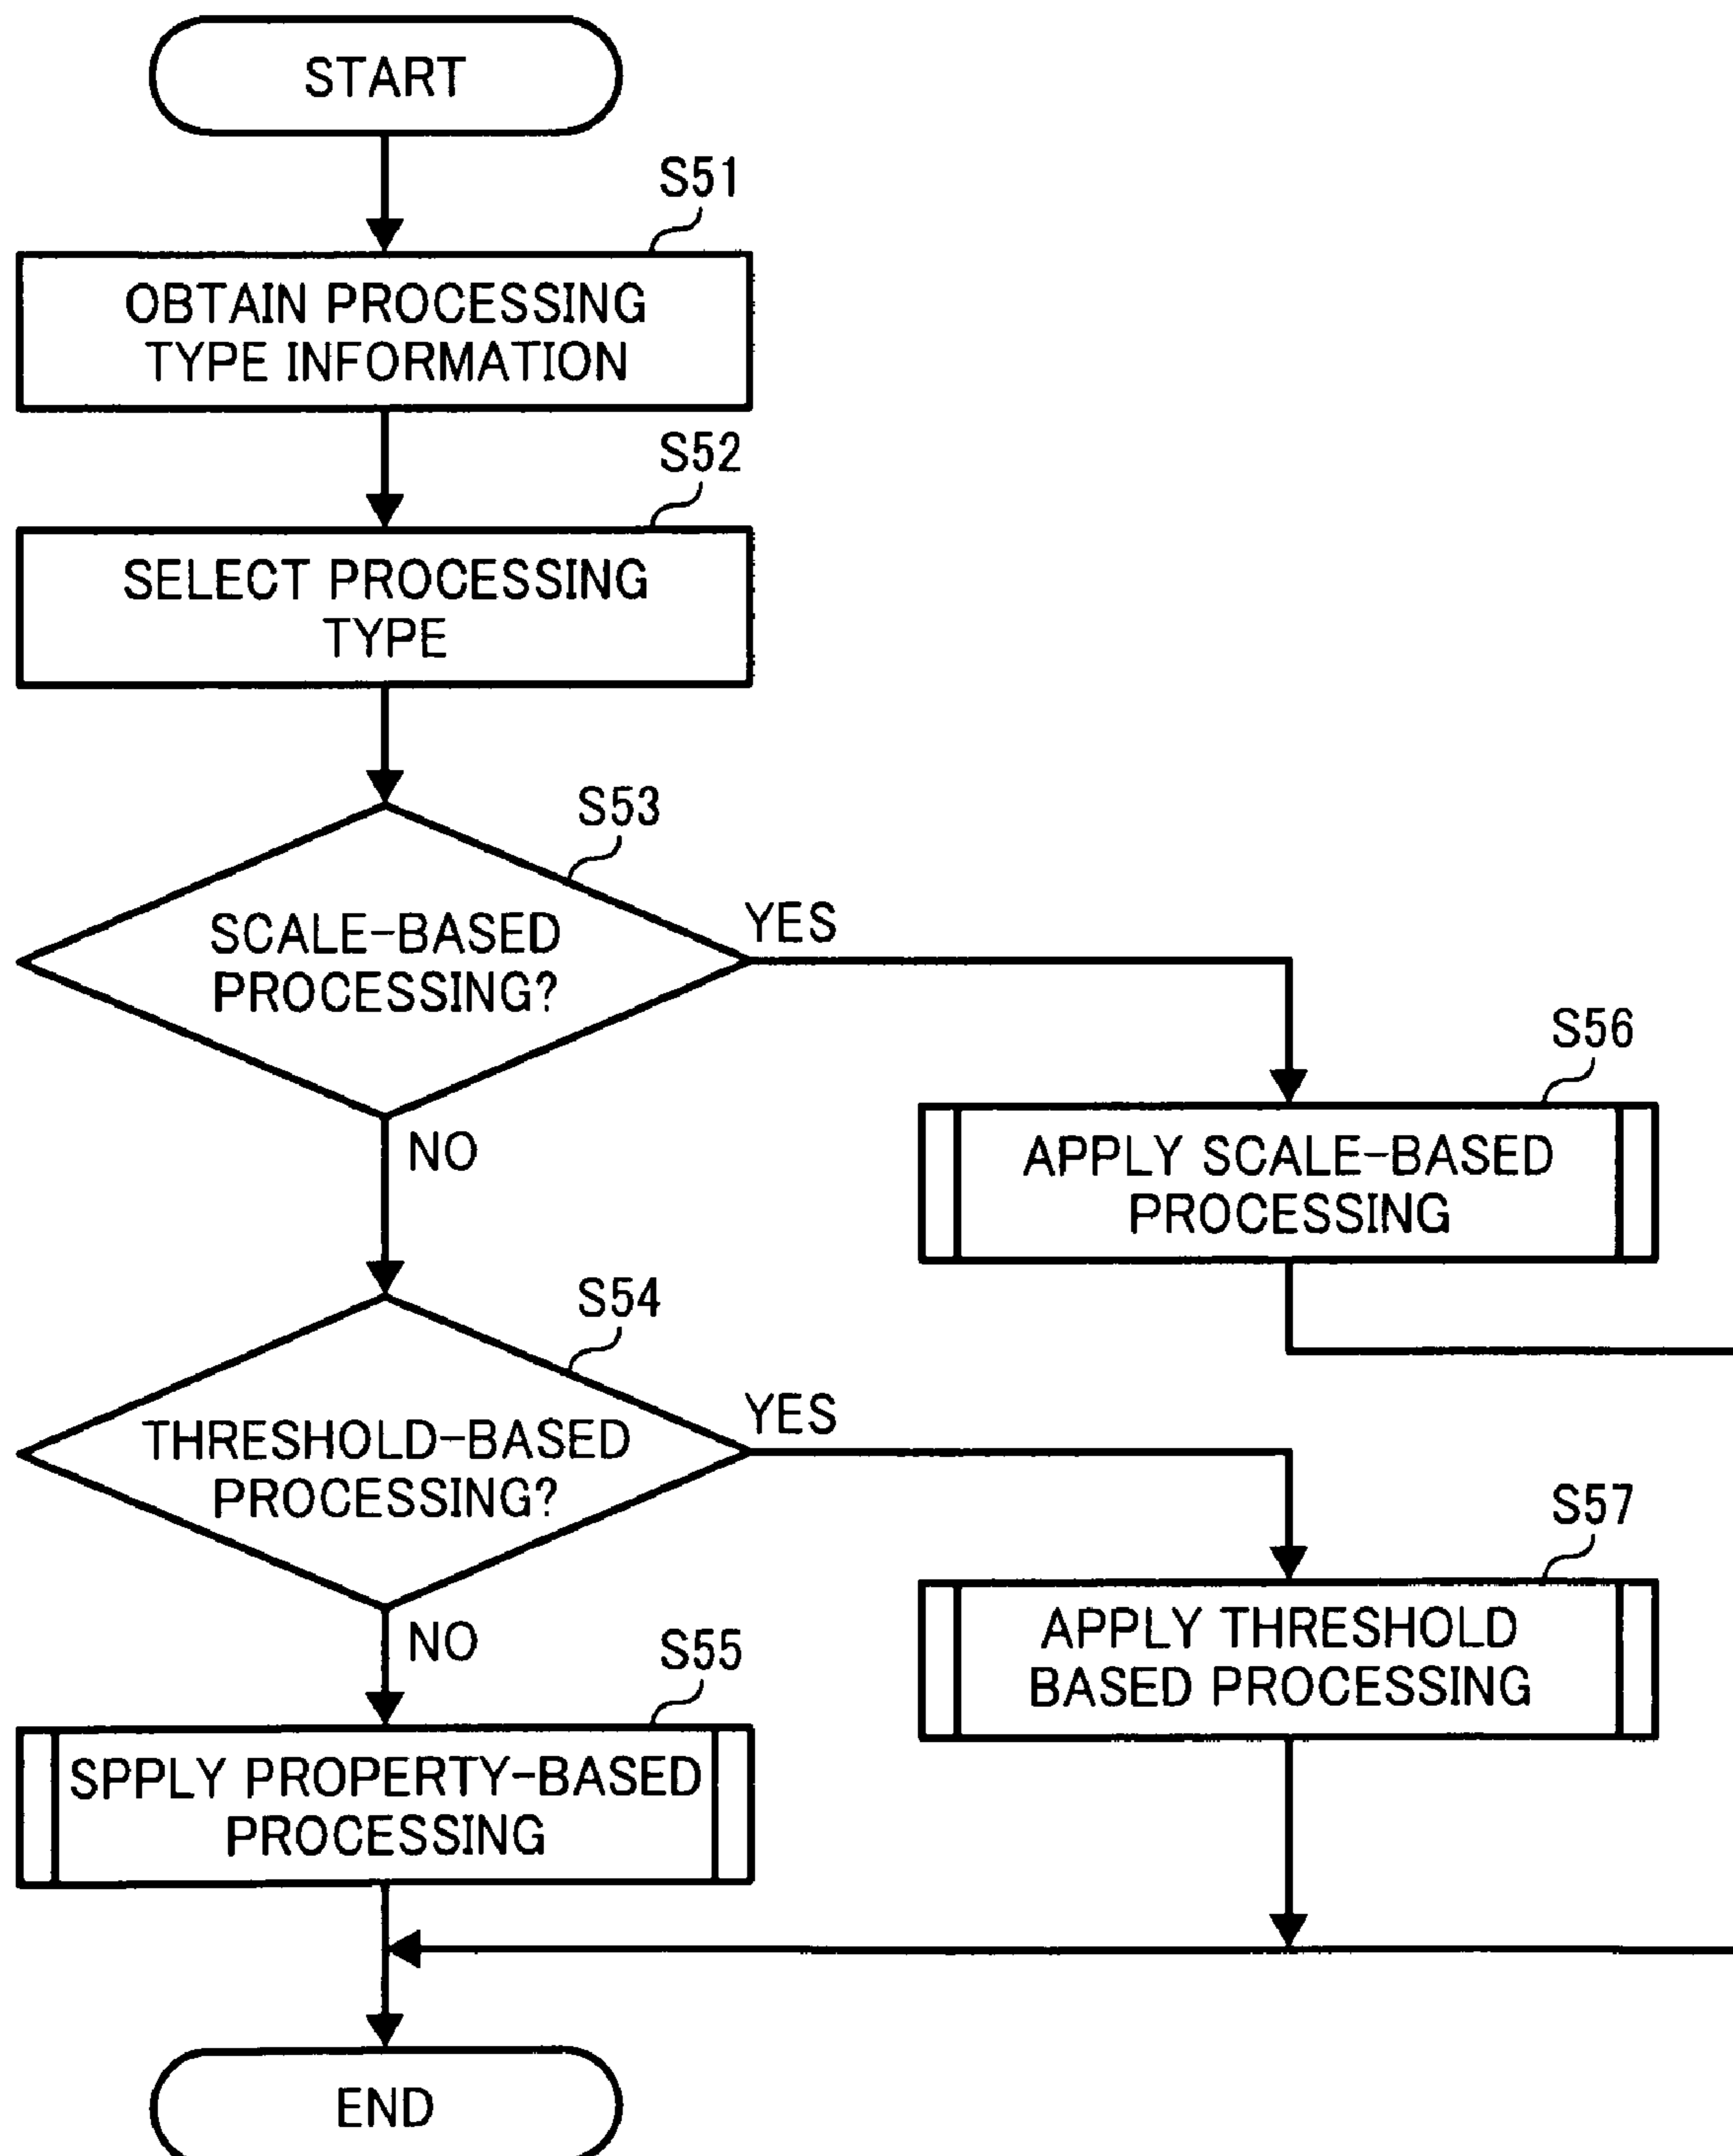 START
S51
OBTAIN PROCESSING
TYPE INFORMATION
S52
SELECT PROCESSING
TYPE
S53
SCALE-BASED
PROCESSING?
YES
NO
S56
APPLY SCALE-BASED
PROCESSING
S54
THRESHOLD-BASED
PROCESSING?
YES
NO
S57
APPLY THRESHOLD
BASED PROCESSING
S55
SPPLY PROPERTY-BASED
PROCESSING
END